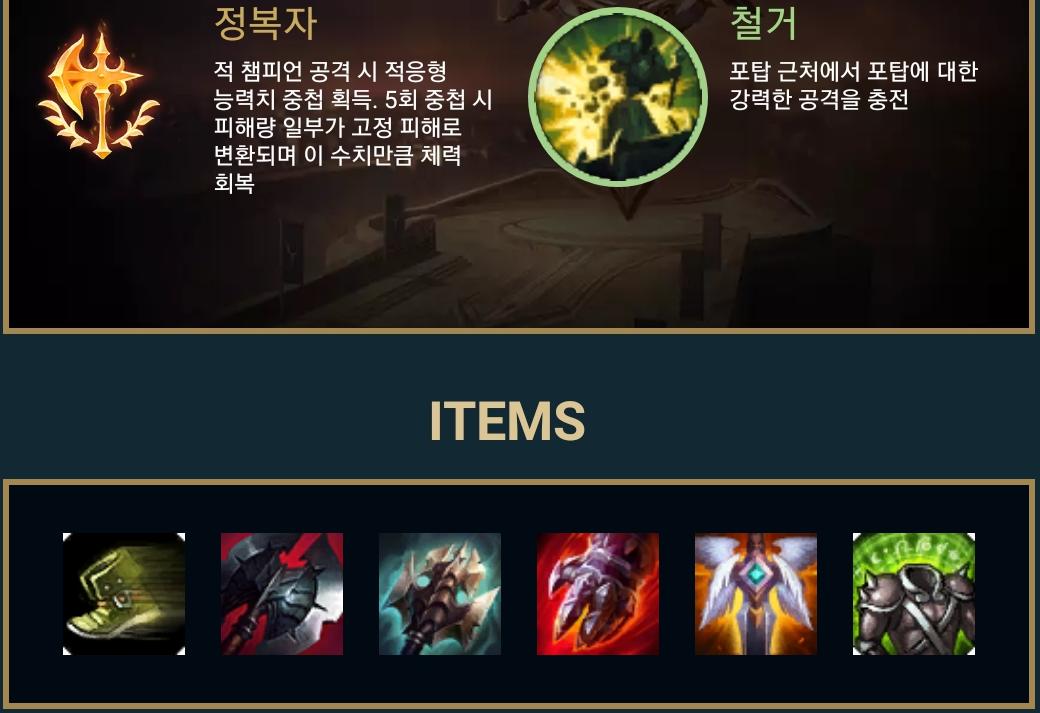 정복자
적 챔피언 공격 시 적응형
능력치 중첩 획득. 5회 중첩 시
피해량 일부가 고정 피해로
변환되며 이 수치만큼 체력
회복
철거
포탑 근처에서 포탑에 대한
강력한 공격을 충전
ITEMS